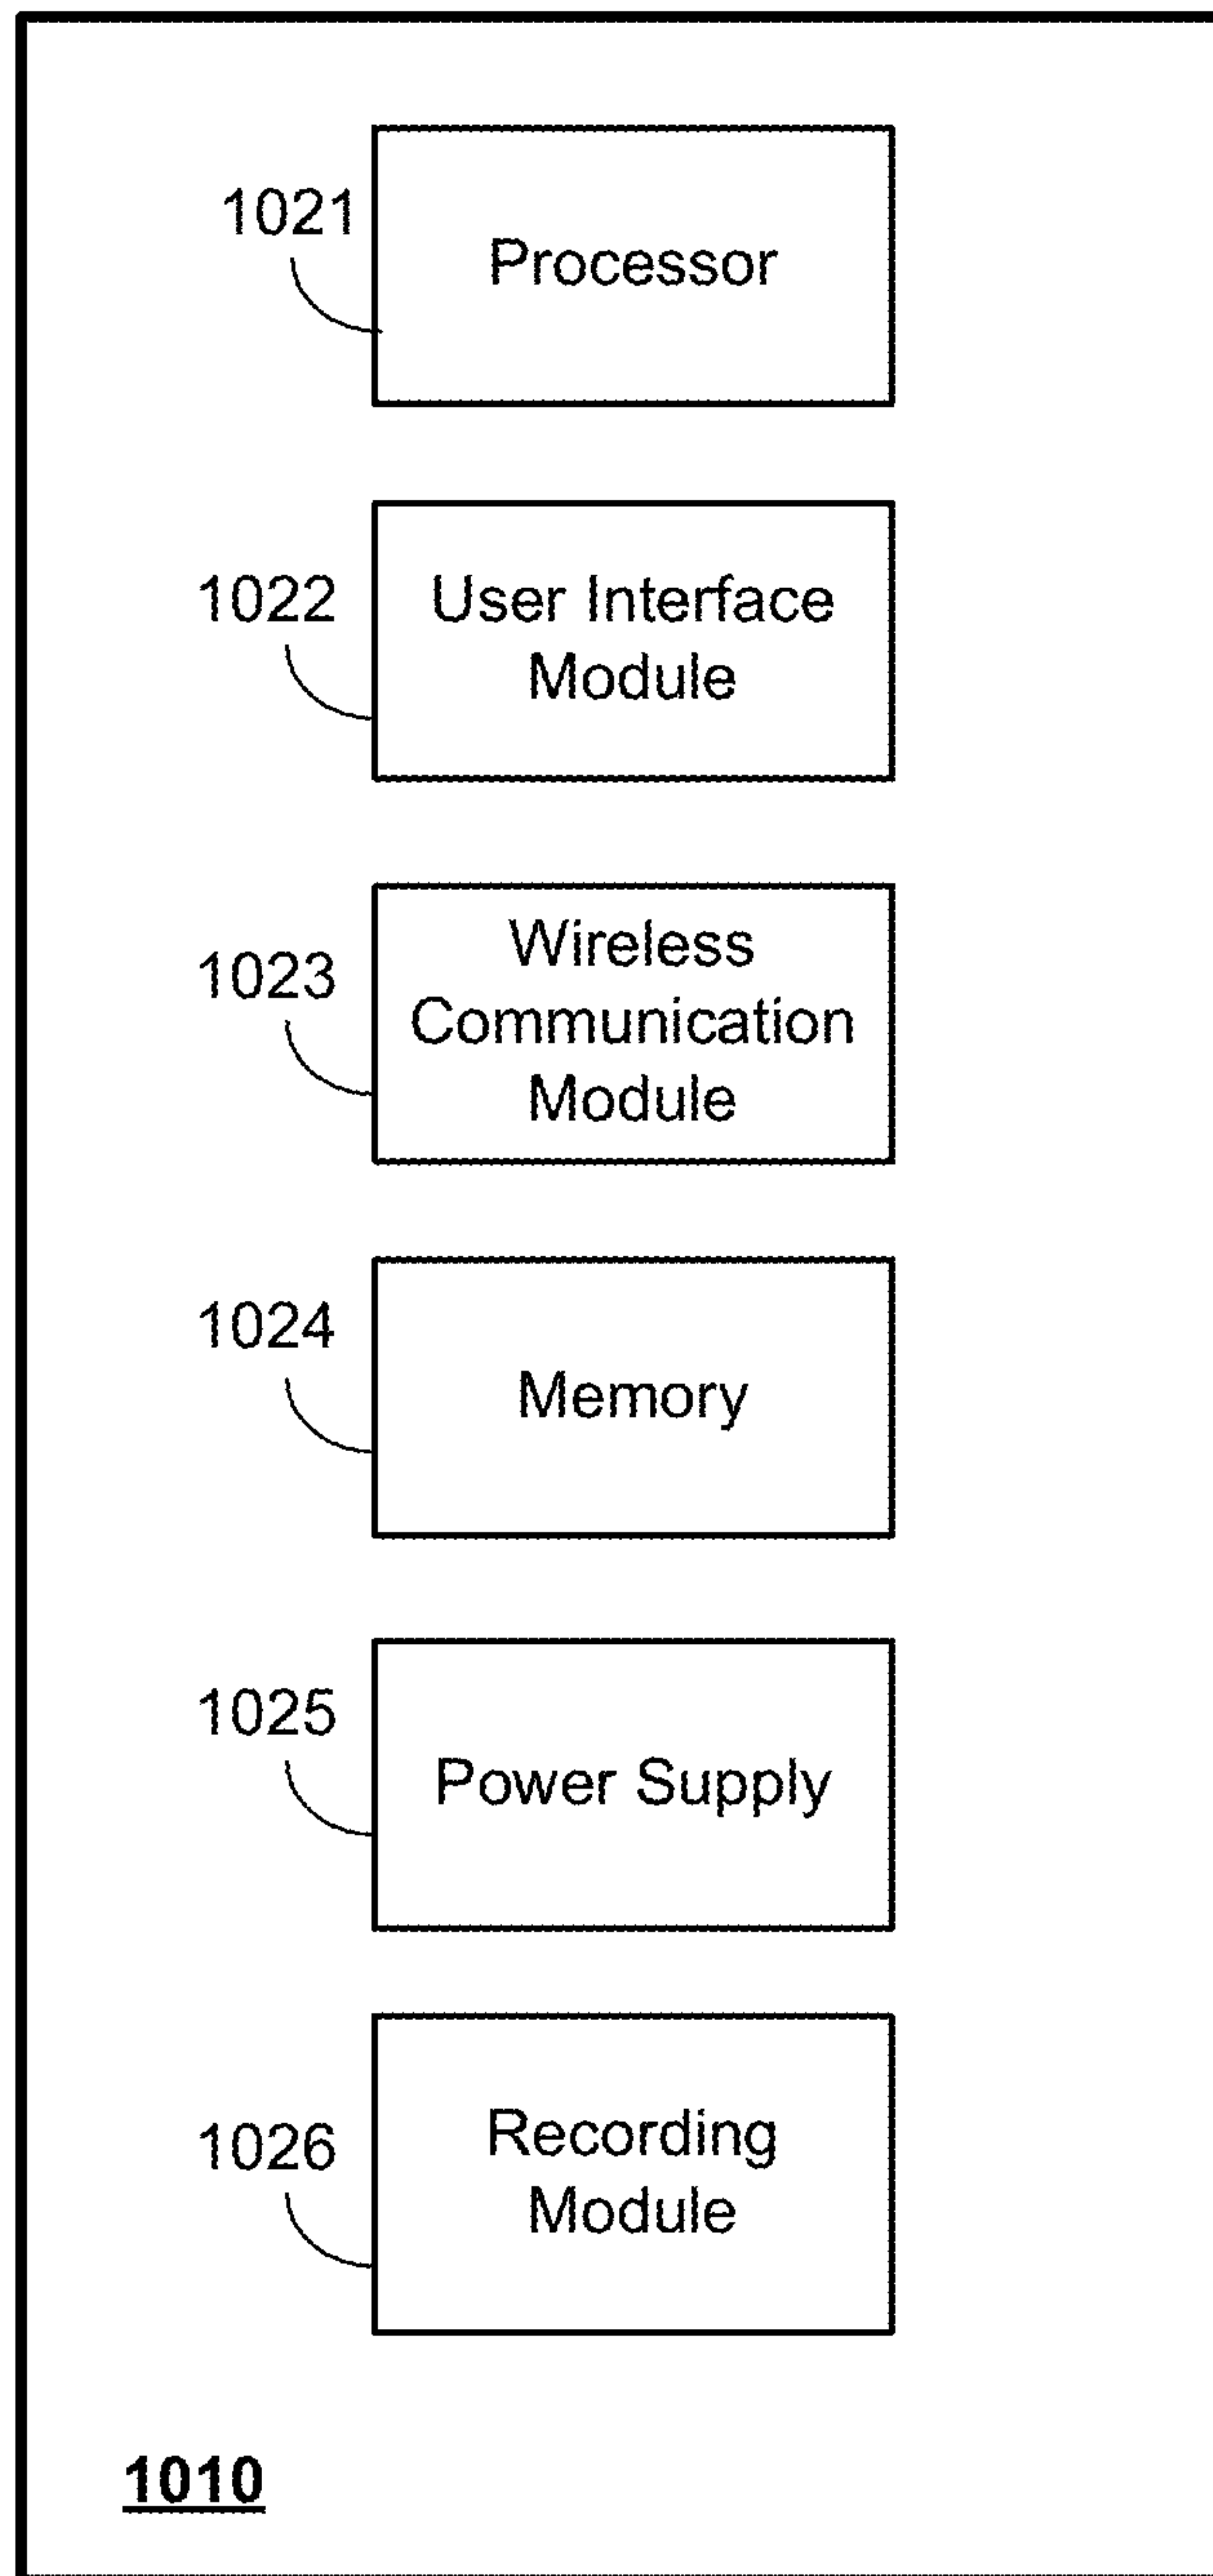 1021
Processor
1022
User Interface
Module
1023
Wireless
Communication
Module
1024
Memory
1025
Power Supply
1026
Recording
Module
1010